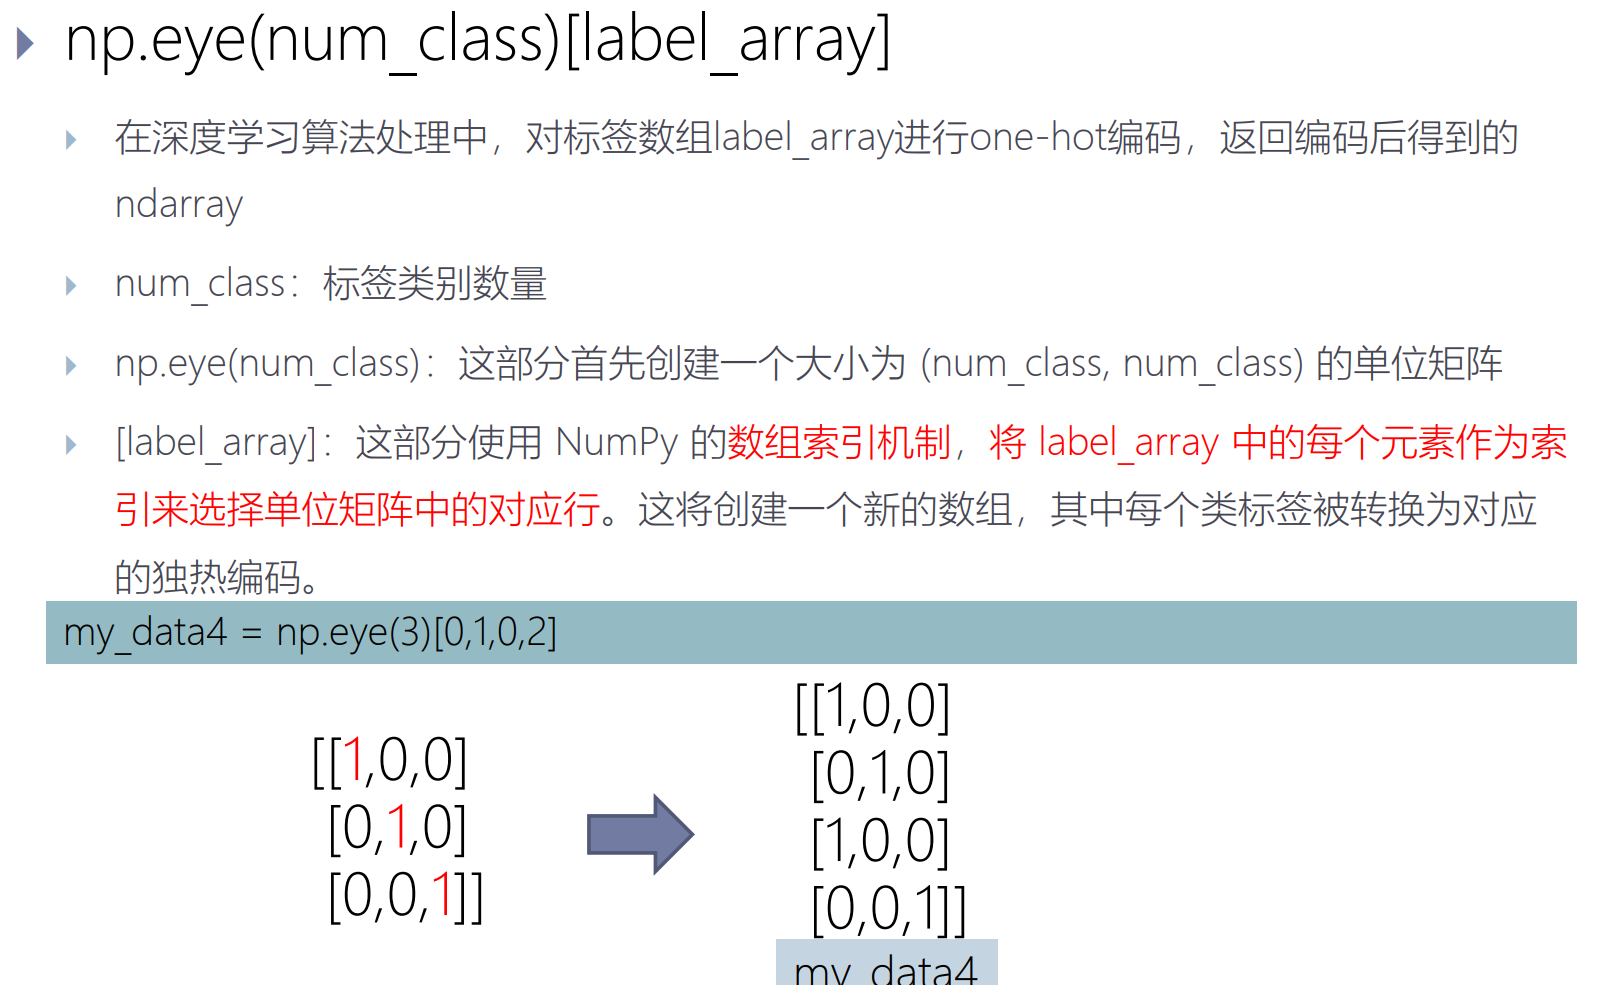 np.eye(num_class)[label_array]
在深度学习算法处理中，对标签数组label_array进行one-hot编码，返回编码后得到的
ndarray
num_class：标签类别数量
np.eye(num_class)：这部分首先创建一个大小为 (num_class, num_class) 的单位矩阵
[label_array]：这部分使用 NumPy 的数组索引机制，将 label_array 中的每个元素作为索
引来选择单位矩阵中的对应行。这将创建一个新的数组，其中每个类标签被转换为对应
的独热编码。
my_data4 = np.eye(3)[0,1,0,2]
[[1,0,0]
[0,1,0]
[0,0,1]]
[[1,0,0]
[0,1,0]
[1,0,0]
[0,0,1]]
my_data4